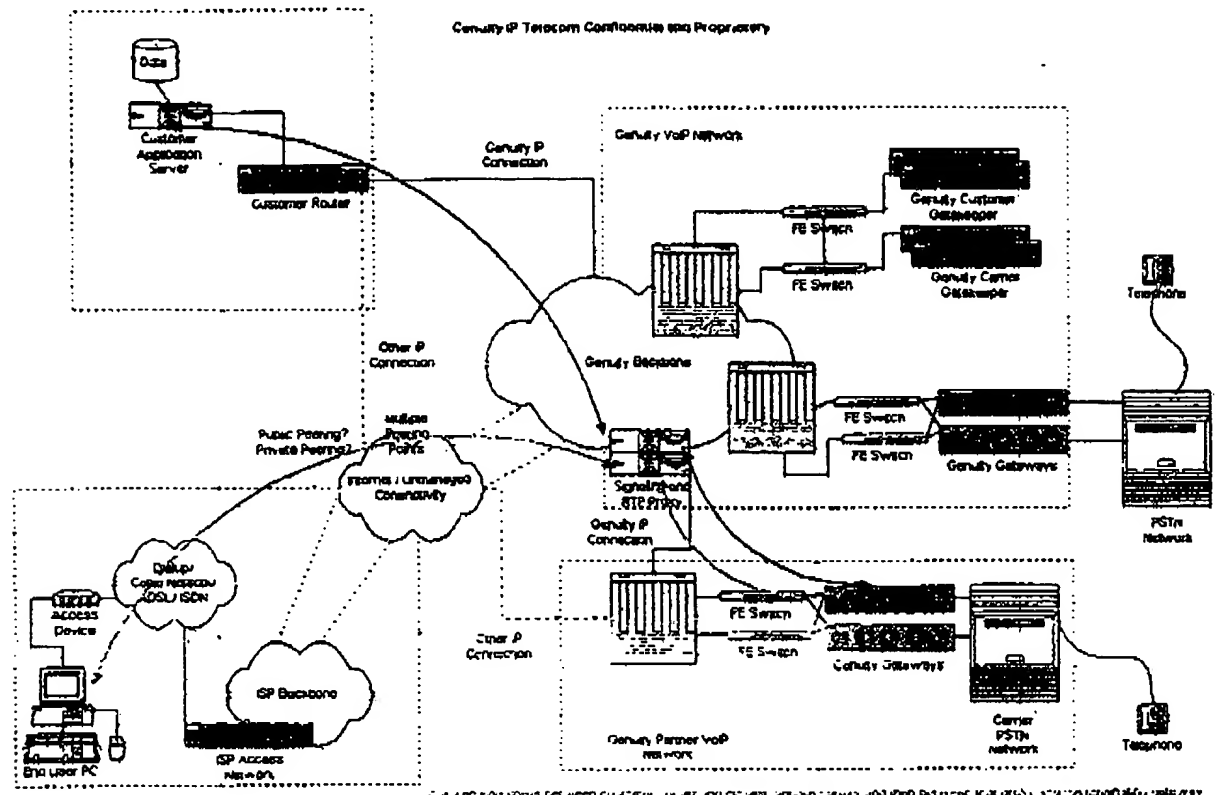 Genuity IP Telecom Confidential and Proprietary
Data
Customer
Application
Server
Customer Router
Genuity IP
Connection
Genuity VoIP Network
FE Switch
Genuity Customer
Gatekeeper
FE Switch
Genuity Carrier
Gatekeeper
Telephone
Other IP
Connection
Genuity Backbone
Public Peering?
Private Peering?
Multiple
Peering
Points
Internet / Unmanaged
Connectivity
FE Switch
FE Switch
Genuity Gateways
Signaling and
RTP Proxy
PSTN
Network
Genuity IP
Connection
Dialup/
Cable Modem/
ADSL / ISDN
Access
Device
FE Switch
FE Switch
Genuity Gateways
Other IP
Connection
ISP Backbone
End User PC
ISP Access
Network
Genuity Partner VoIP
Network
Carrier
PSTN
Network
Telephone